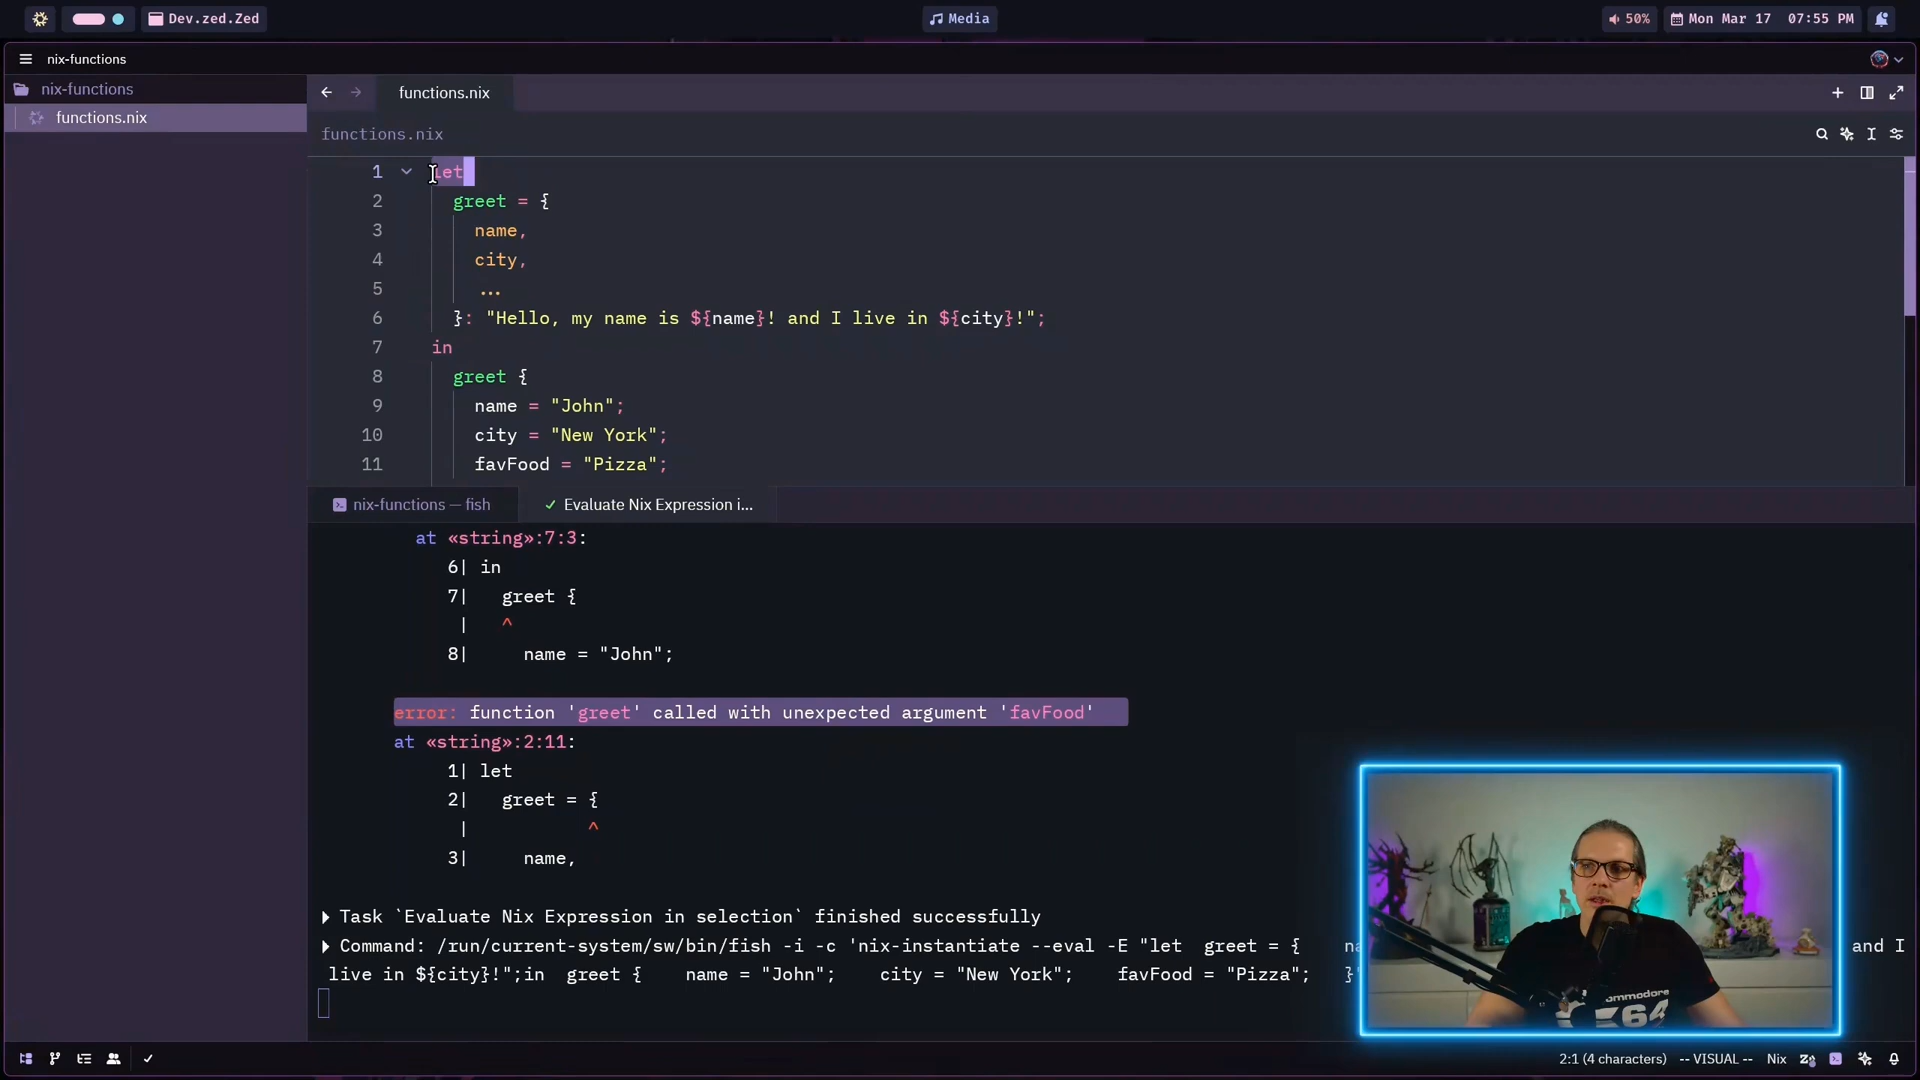 Dev.zed.Zed
Media
50%
Mon Mar 17 07:55 PM
nix-functions
nix-functions
functions.nix
functions.nix
functions.nix
1 let
2 greet = {
3 name,
4 city,
5 ...
6 }: "Hello, my name is ${name}! and I live in ${city}!";
7 in
8 greet {
9 name = "John";
10 city = "New York";
11 favFood = "Pizza";
nix-functions — fish
Evaluate Nix Expression i...
at «string»:7:3:
6| in
7| greet {
| ^
8| name = "John";
error: function 'greet' called with unexpected argument 'favFood'
at «string»:2:11:
1| let
2| greet = {
| ^
3| name,
Task `Evaluate Nix Expression in selection` finished successfully
Command: /run/current-system/sw/bin/fish -i -c 'nix-instantiate --eval -E "let greet = { and I
live in ${city}!";in greet { name = "John"; city = "New York"; favFood = "Pizza"; }
commodore
64
2:1 (4 characters)
-- VISUAL --
Nix